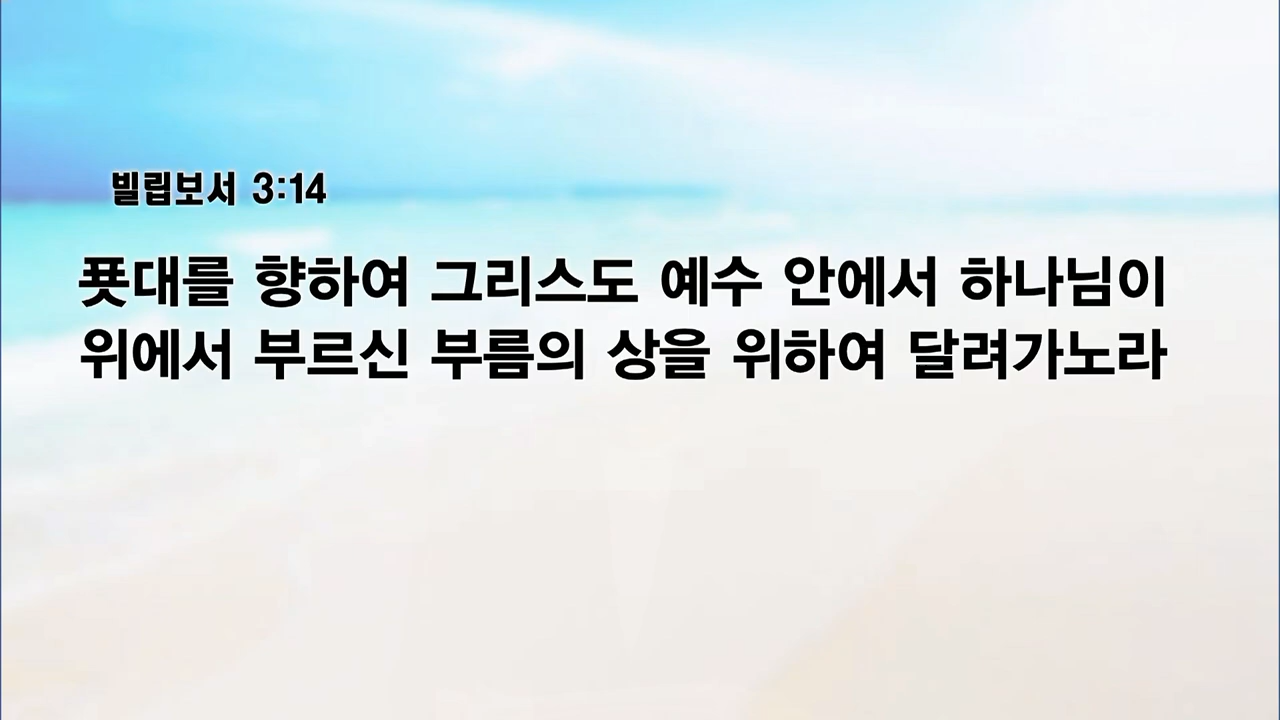 빌립보서 3:14
푯대를 향하여 그리스도 예수 안에서 하나님이
위에서 부르신 부름의 상을 위하여 달려가노라